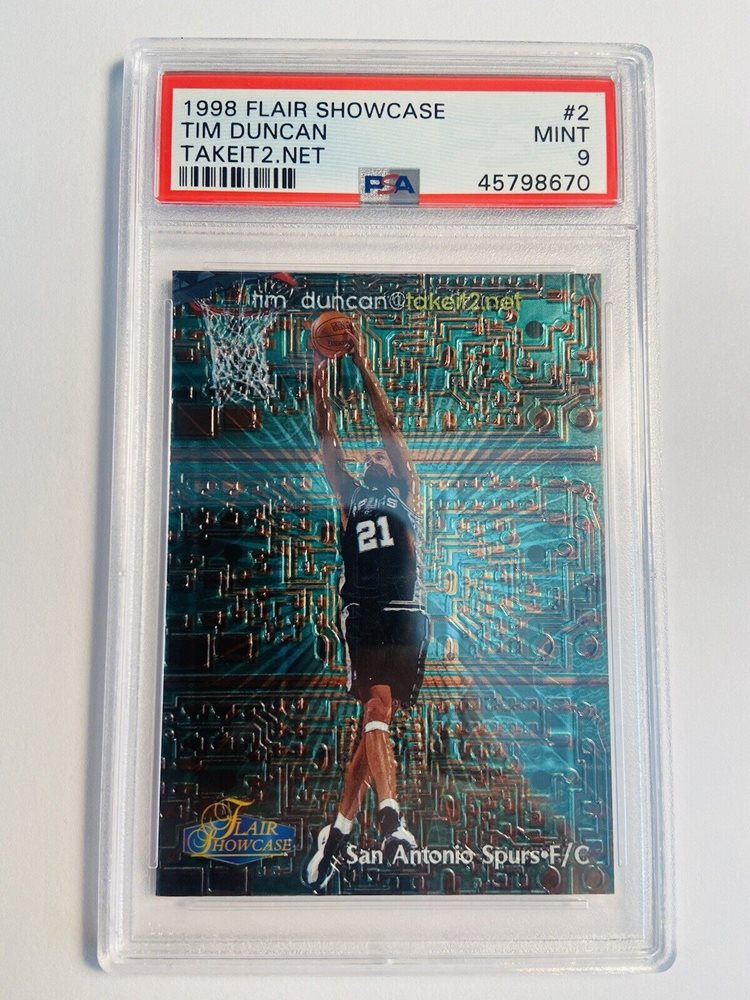 1998 FLAIR SHOWCASE #2
TIM DUNCAN MINT
TAKEIT2.NET 9
PSA 45798670
tim duncan@takeit2.net
SPURS
21
FLAIR
SHOWCASE
San Antonio Spurs•F/C